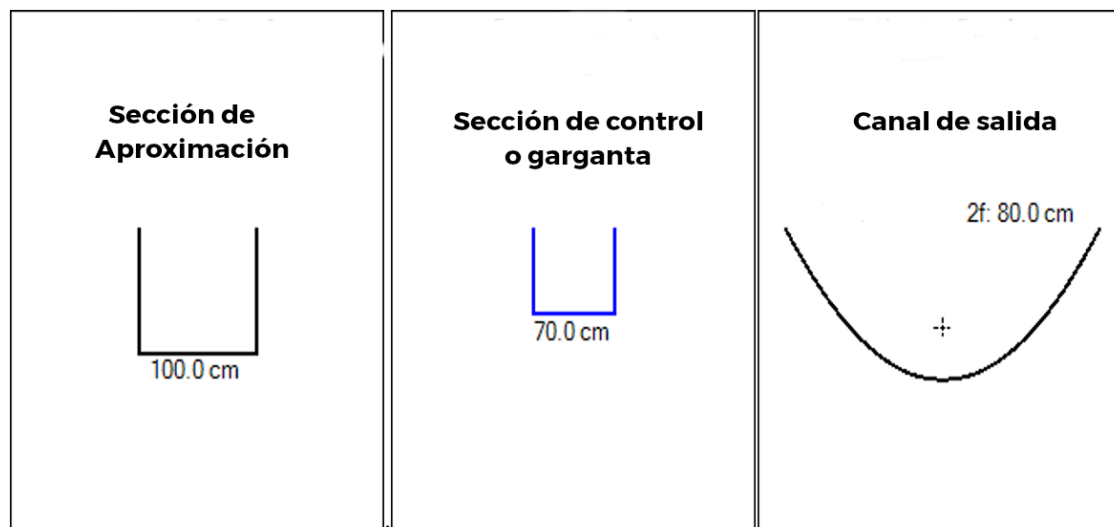 Sección de
Aproximación
100.0 cm
Sección de control
o garganta
70.0 cm
Canal de salida
2f: 80.0 cm